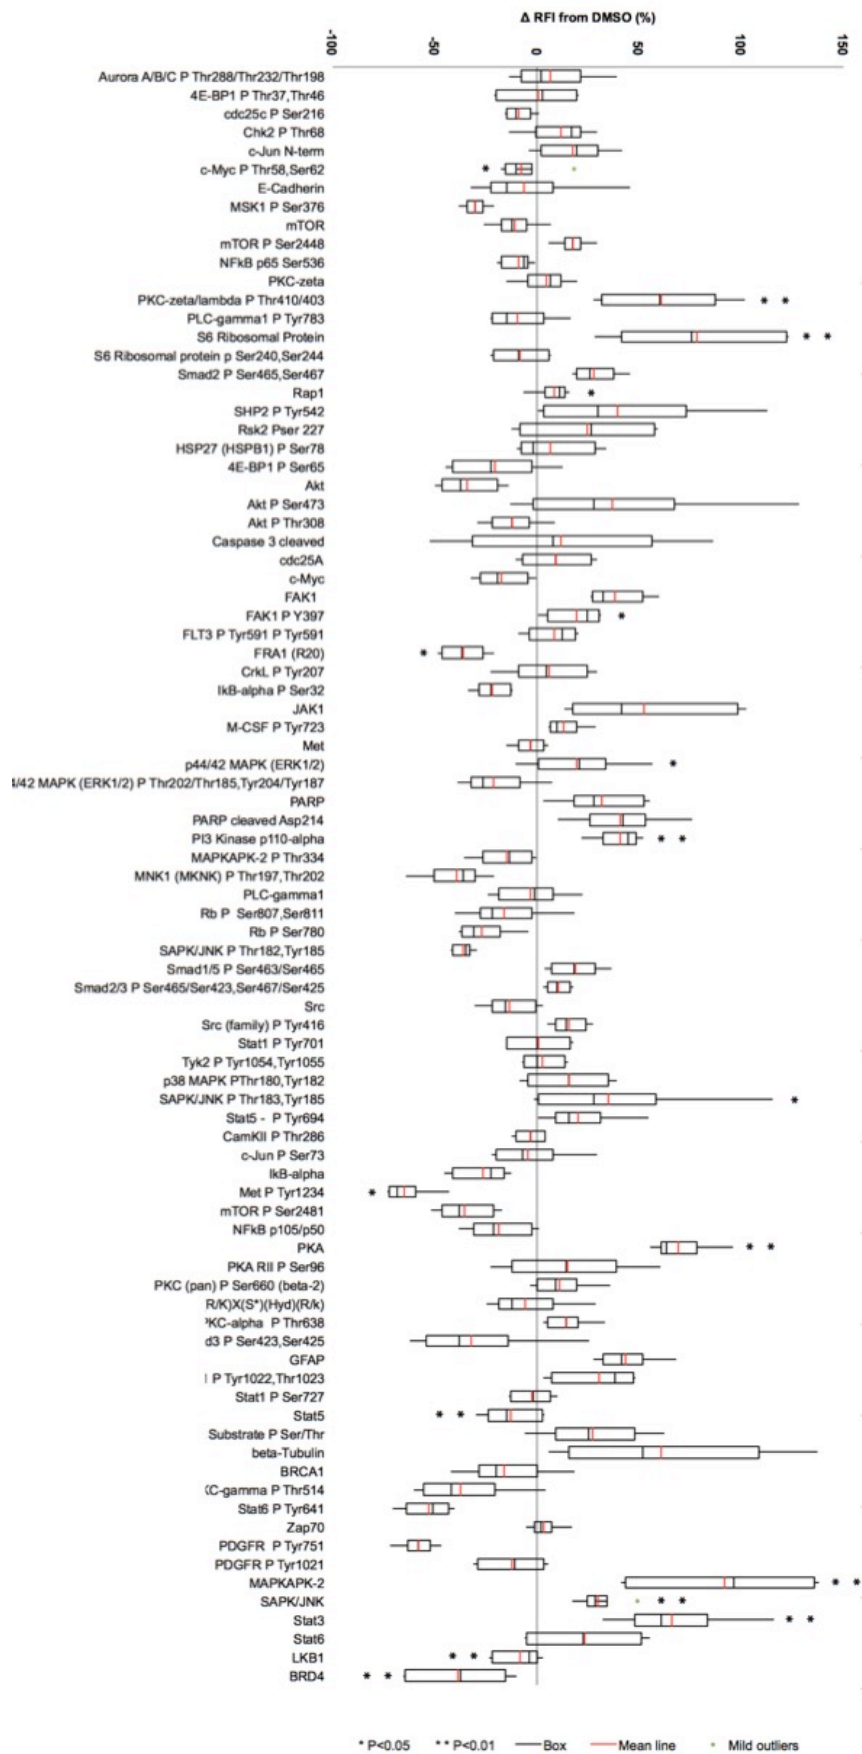 Δ RFI from DMSO (%)
-100 -50 0 50 100 150
Aurora A/B/C P Thr288/Thr232/Thr198
4E-BP1 P Thr37,Thr46
cdc25c P Ser216
Chk2 P Thr68
c-Jun N-term
c-Myc P Thr58,Ser62
*
E-Cadherin
MSK1 P Ser376
mTOR
mTOR P Ser2448
NFkB p65 Ser536
PKC-zeta
PKC-zeta/lambda P Thr410/403
* *
PLC-gamma1 P Tyr783
S6 Ribosomal Protein
* *
S6 Ribosomal protein p Ser240,Ser244
Smad2 P Ser465,Ser467
Rap1
*
SHP2 P Tyr542
Rsk2 Pser 227
HSP27 (HSPB1) P Ser78
4E-BP1 P Ser65
Akt
Akt P Ser473
Akt P Thr308
Caspase 3 cleaved
cdc25A
c-Myc
FAK1
FAK1 P Y397
*
FLT3 P Tyr591 P Tyr591
FRA1 (R20)
*
CrkL P Tyr207
IkB-alpha P Ser32
JAK1
M-CSF P Tyr723
Met
p44/42 MAPK (ERK1/2)
*
4/42 MAPK (ERK1/2) P Thr202/Thr185,Tyr204/Tyr187
PARP
PARP cleaved Asp214
PI3 Kinase p110-alpha
* *
MAPKAPK-2 P Thr334
MNK1 (MKNK) P Thr197,Thr202
PLC-gamma1
Rb P Ser807,Ser811
Rb P Ser780
SAPK/JNK P Thr182,Tyr185
Smad1/5 P Ser463/Ser465
Smad2/3 P Ser465/Ser423,Ser467/Ser425
Src
Src (family) P Tyr416
Stat1 P Tyr701
Tyk2 P Tyr1054,Tyr1055
p38 MAPK PThr180,Tyr182
SAPK/JNK P Thr183,Tyr185
*
Stat5 - P Tyr694
CamKII P Thr286
c-Jun P Ser73
IkB-alpha
Met P Tyr1234
*
mTOR P Ser2481
NFkB p105/p50
PKA
* *
PKA RII P Ser96
PKC (pan) P Ser660 (beta-2)
R/K)X(S*)(Hyd)(R/k)
PKC-alpha P Thr638
d3 P Ser423,Ser425
GFAP
P Tyr1022,Thr1023
Stat1 P Ser727
Stat5
* *
Substrate P Ser/Thr
beta-Tubulin
BRCA1
KC-gamma P Thr514
Stat6 P Tyr641
Zap70
PDGFR P Tyr751
PDGFR P Tyr1021
MAPKAPK-2
* *
SAPK/JNK
* *
Stat3
* *
Stat6
LKB1
* *
BRD4
* *
* P<0.05 * * P<0.01 Box Mean line Mild outliers